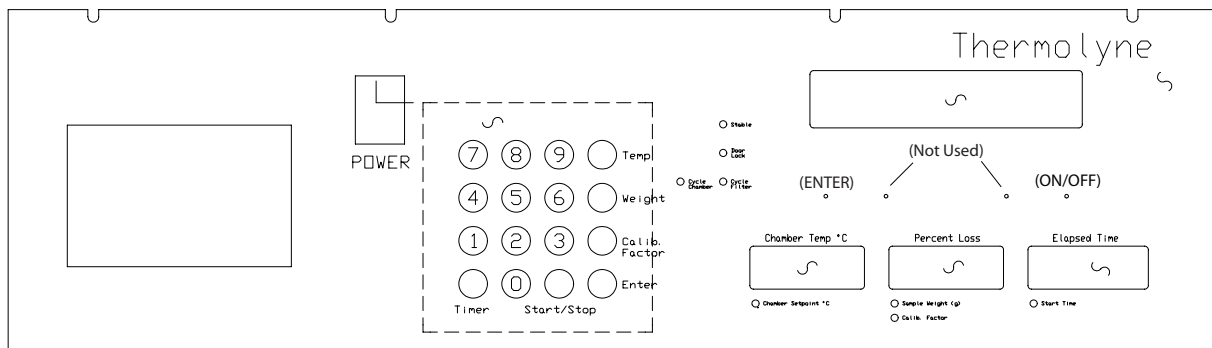 Thermolyne
POWER
7 8 9 Temp
4 5 6 Weight
1 2 3 Calib.
Factor
0 Enter
Timer Start/Stop
Stable
Door
Lock
Cycle
Chamber
Cycle
Filter
(Not Used)
(ENTER)
(ON/OFF)
Chamber Temp °C
Percent Loss
Elapsed Time
Chamber Setpoint °C
Sample Weight (g)
Calib. Factor
Start Time